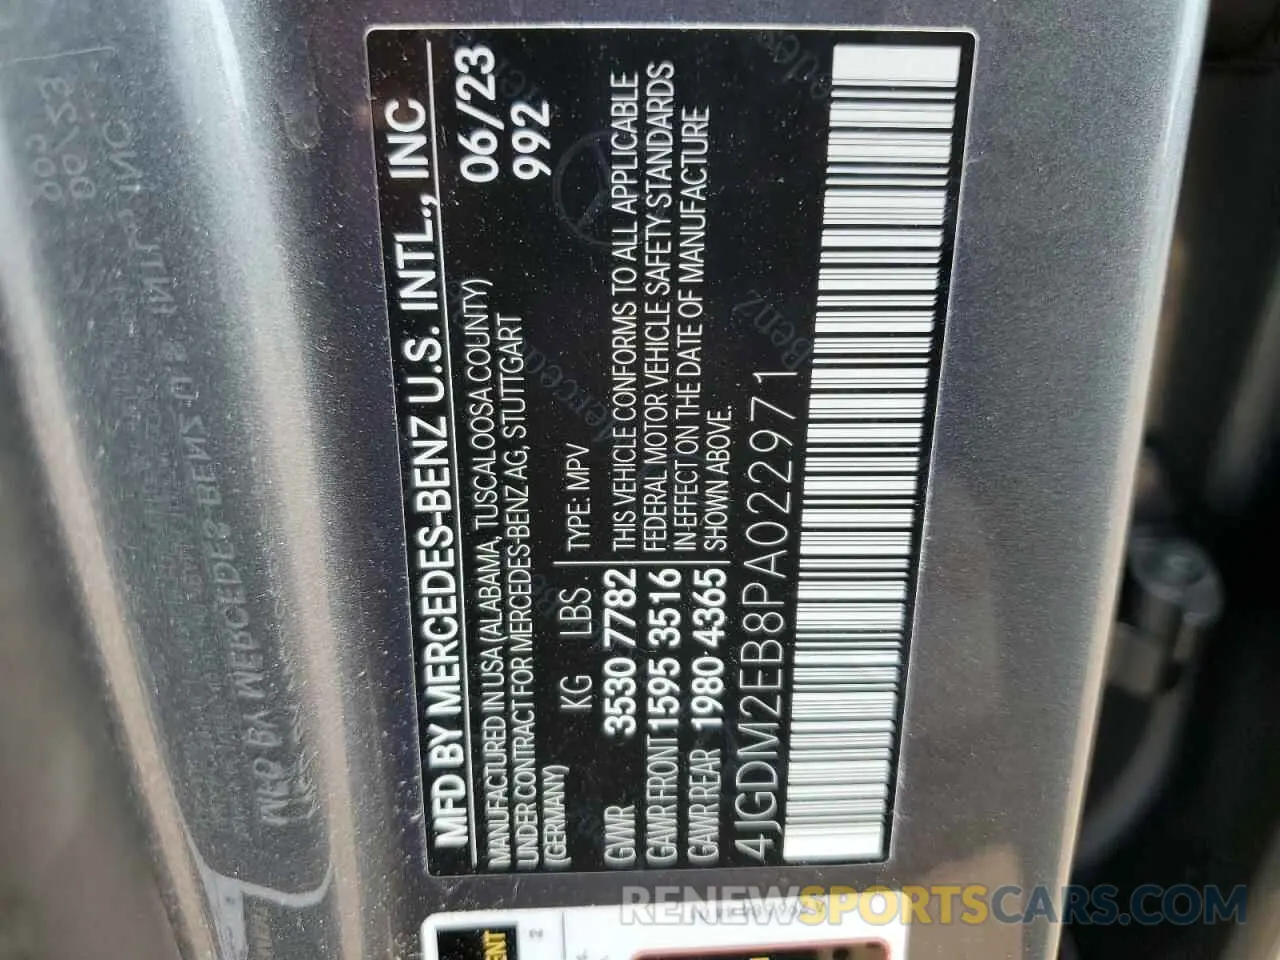 MFD BY MERCEDES-BENZ U.S. INTL., INC
MANUFACTURED IN USA (ALABAMA, TUSCALOOSA COUNTY)
06/23
UNDER CONTRACT FOR MERCEDES-BENZ AG, STUTTGART
(GERMANY)
992
KG LBS.
TYPE: MPV
GWR 3530 7782
GAWR FRONT 1595 3516
GAWR REAR 1980 4365
THIS VEHICLE CONFORMS TO ALL APPLICABLE
FEDERAL MOTOR VEHICLE SAFETY STANDARDS
IN EFFECT ON THE DATE OF MANUFACTURE
SHOWN ABOVE.
4JGDM2EB8PA022971
RENEWSPORTSCARS.COM